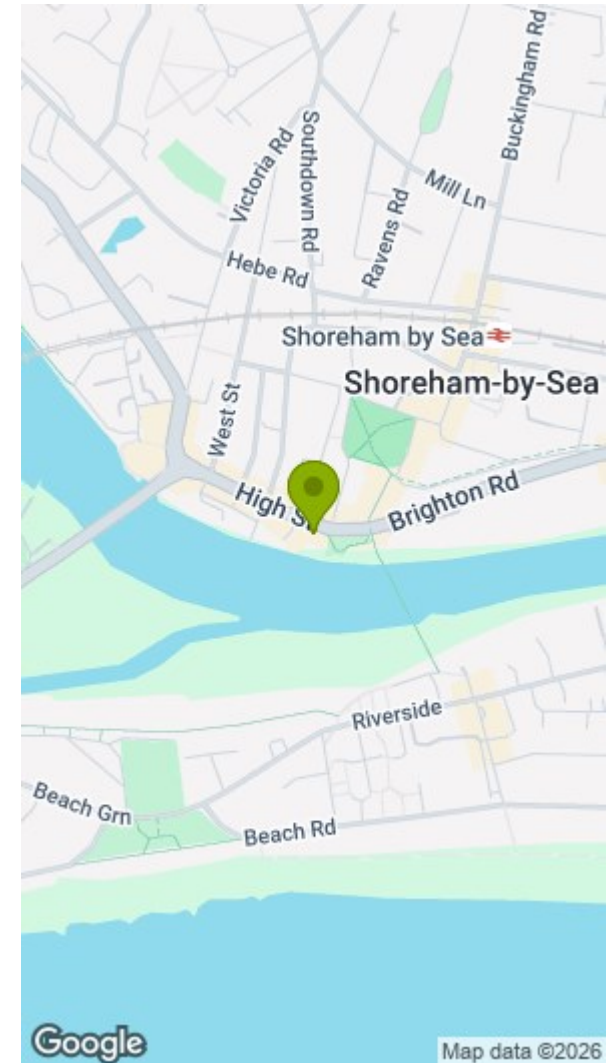 Buckingham Rd
Victoria Rd
Southdown Rd
Mill Ln
Ravens Rd
Hebe Rd
Shoreham by Sea
Shoreham-by-Sea
West St
High St
Brighton Rd
Riverside
Beach Grn
Beach Rd
Google
Map data ©2026